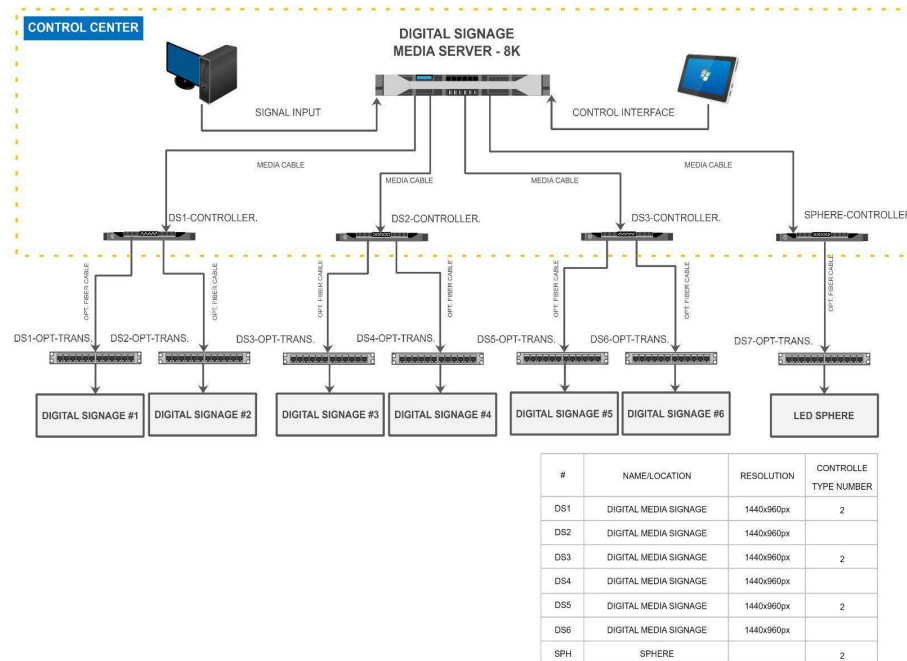 CONTROL CENTER
DIGITAL SIGNAGE
MEDIA SERVER - 8K
SIGNAL INPUT
CONTROL INTERFACE
MEDIA CABLE
MEDIA CABLE
MEDIA CABLE
MEDIA CABLE
DS1-CONTROLLER.
DS2-CONTROLLER.
DS3-CONTROLLER.
SPHERE-CONTROLLER
OPT. FIBER CABLE
OPT. FIBER CABLE
OPT. FIBER CABLE
OPT. FIBER CABLE
OPT. FIBER CABLE
OPT. FIBER CABLE
OPT. FIBER CABLE
DS1-OPT-TRANS.
DS2-OPT-TRANS.
DS3-OPT-TRANS.
DS4-OPT-TRANS.
DS5-OPT-TRANS.
DS6-OPT-TRANS.
DS7-OPT-TRANS.
DIGITAL SIGNAGE #1
DIGITAL SIGNAGE #2
DIGITAL SIGNAGE #3
DIGITAL SIGNAGE #4
DIGITAL SIGNAGE #5
DIGITAL SIGNAGE #6
LED SPHERE
# NAME/LOCATION RESOLUTION CONTROLLE
TYPE NUMBER
DS1 DIGITAL MEDIA SIGNAGE 1440x960px 2
DS2 DIGITAL MEDIA SIGNAGE 1440x960px
DS3 DIGITAL MEDIA SIGNAGE 1440x960px 2
DS4 DIGITAL MEDIA SIGNAGE 1440x960px
DS5 DIGITAL MEDIA SIGNAGE 1440x960px 2
DS6 DIGITAL MEDIA SIGNAGE 1440x960px
SPH SPHERE 2